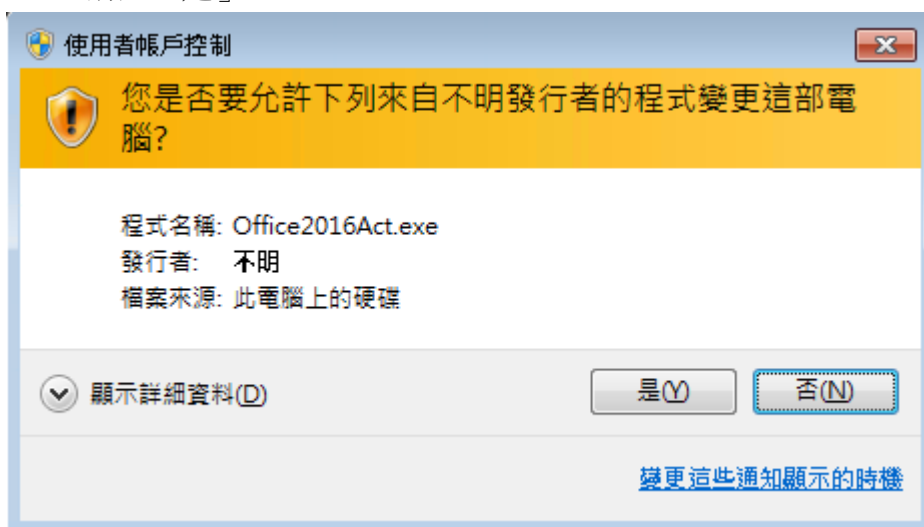 使用者帳戶控制
您是否要允許下列來自不明發行者的程式變更這部電
腦?
程式名稱: Office2016Act.exe
發行者: 不明
檔案來源: 此電腦上的硬碟
顯示詳細資料(D)
是(Y)
否(N)
變更這些通知顯示的時機